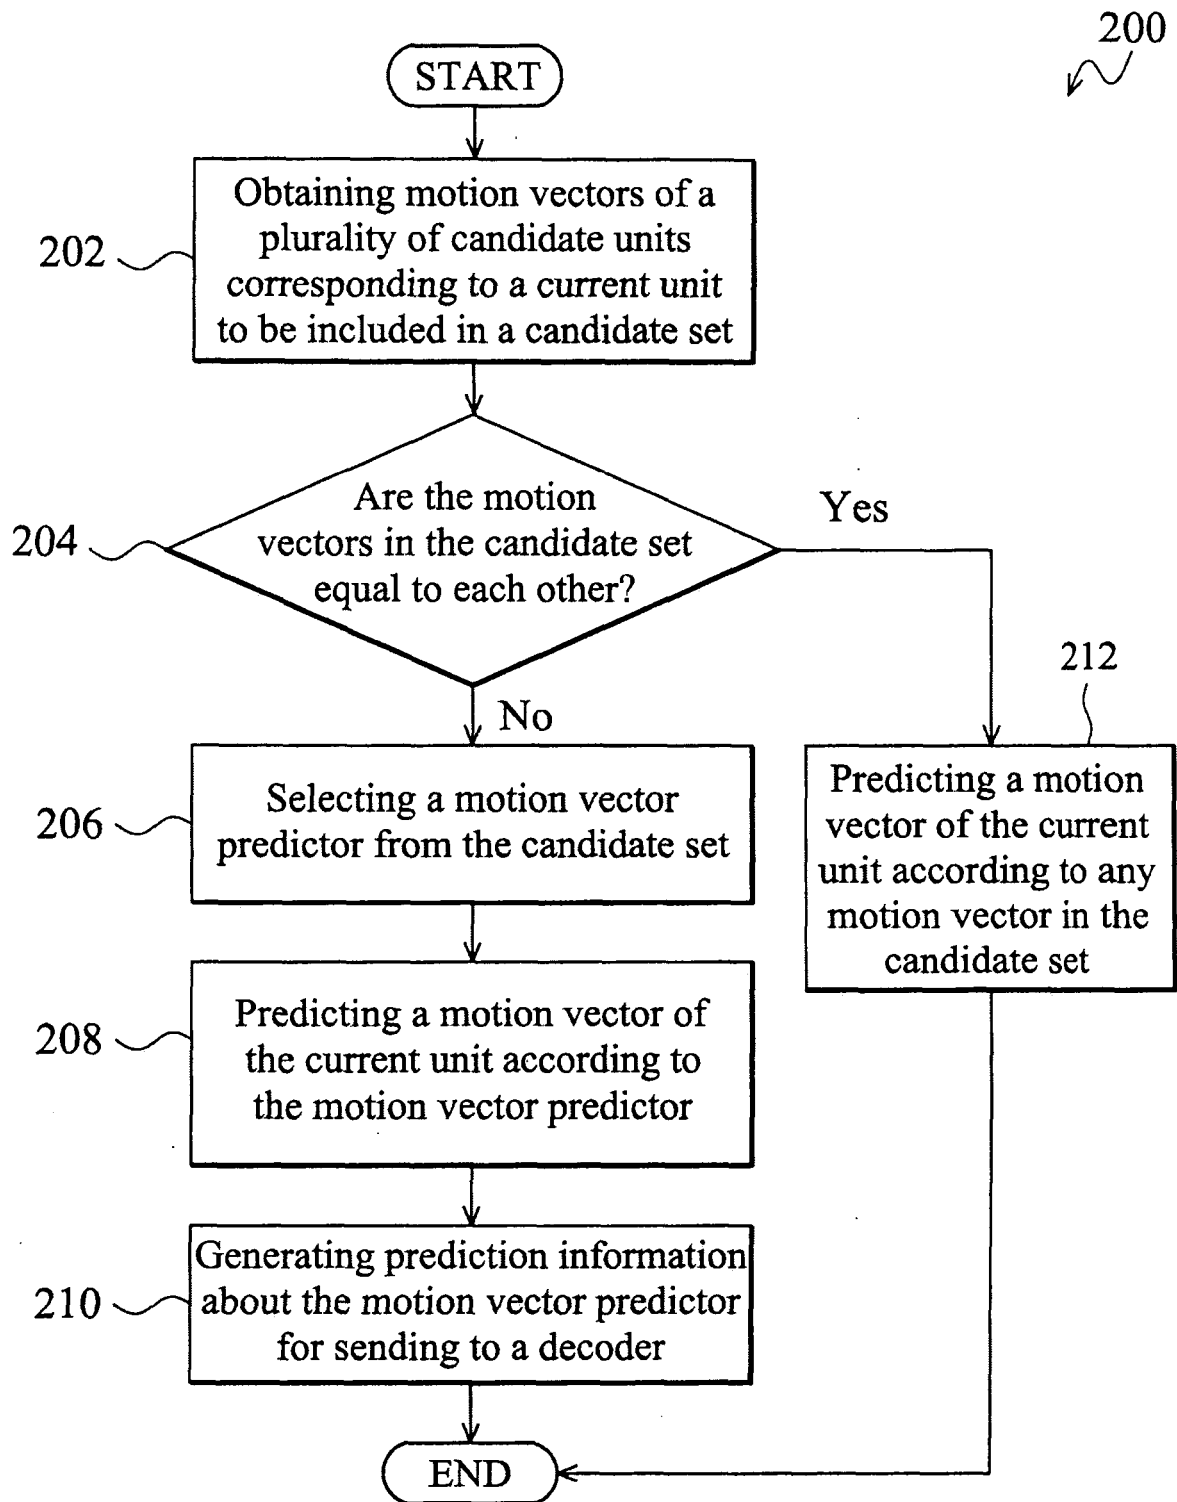 200
START
202
Obtaining motion vectors of a
plurality of candidate units
corresponding to a current unit
to be included in a candidate set
204
Are the motion
vectors in the candidate set
equal to each other?
Yes
No
206
Selecting a motion vector
predictor from the candidate set
212
Predicting a motion
vector of the current
unit according to any
motion vector in the
candidate set
208
Predicting a motion vector of
the current unit according to
the motion vector predictor
210
Generating prediction information
about the motion vector predictor
for sending to a decoder
END